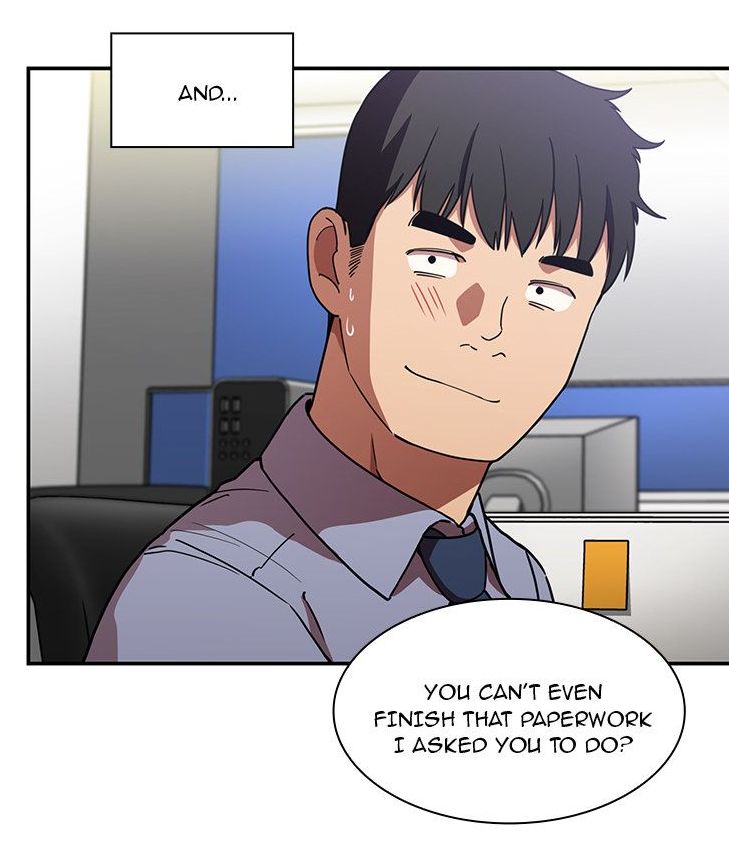 AND...
YOU CAN'T EVEN
FINISH THAT PAPERWORK
I ASKED YOU TO DO?